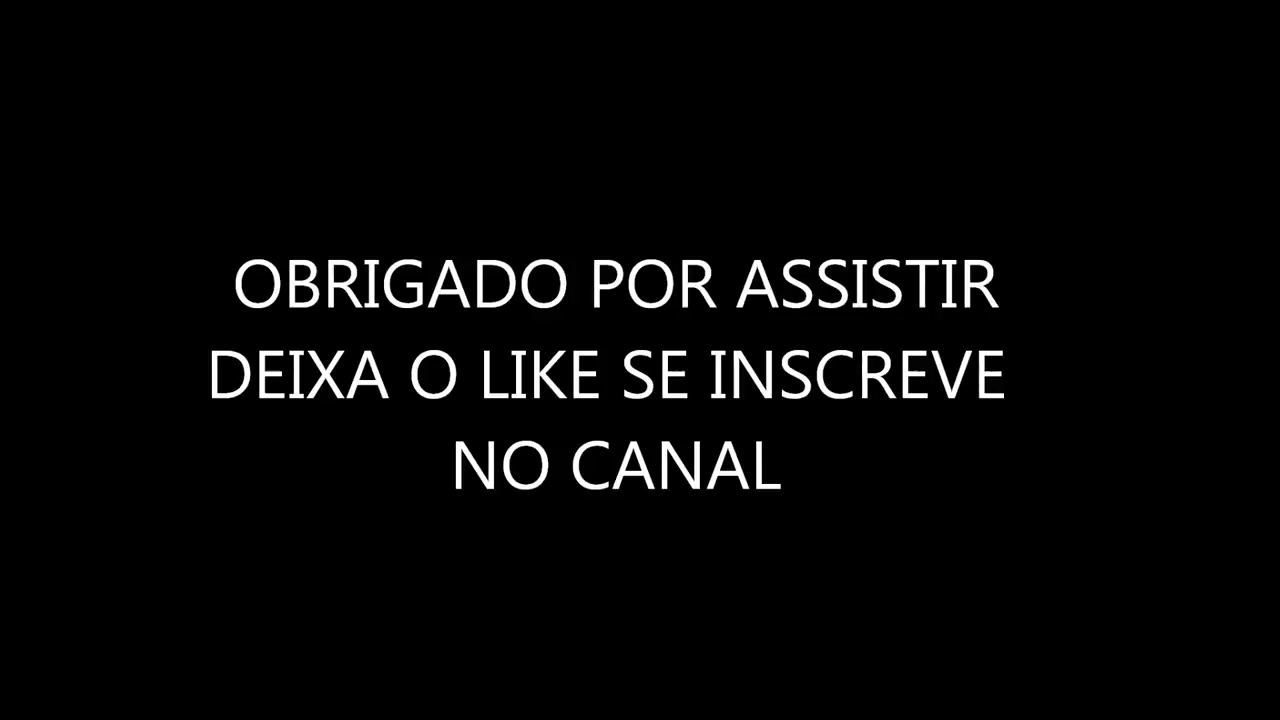 OBRIGADO POR ASSISTIR
DEIXA O LIKE SE INSCREVE
NO CANAL